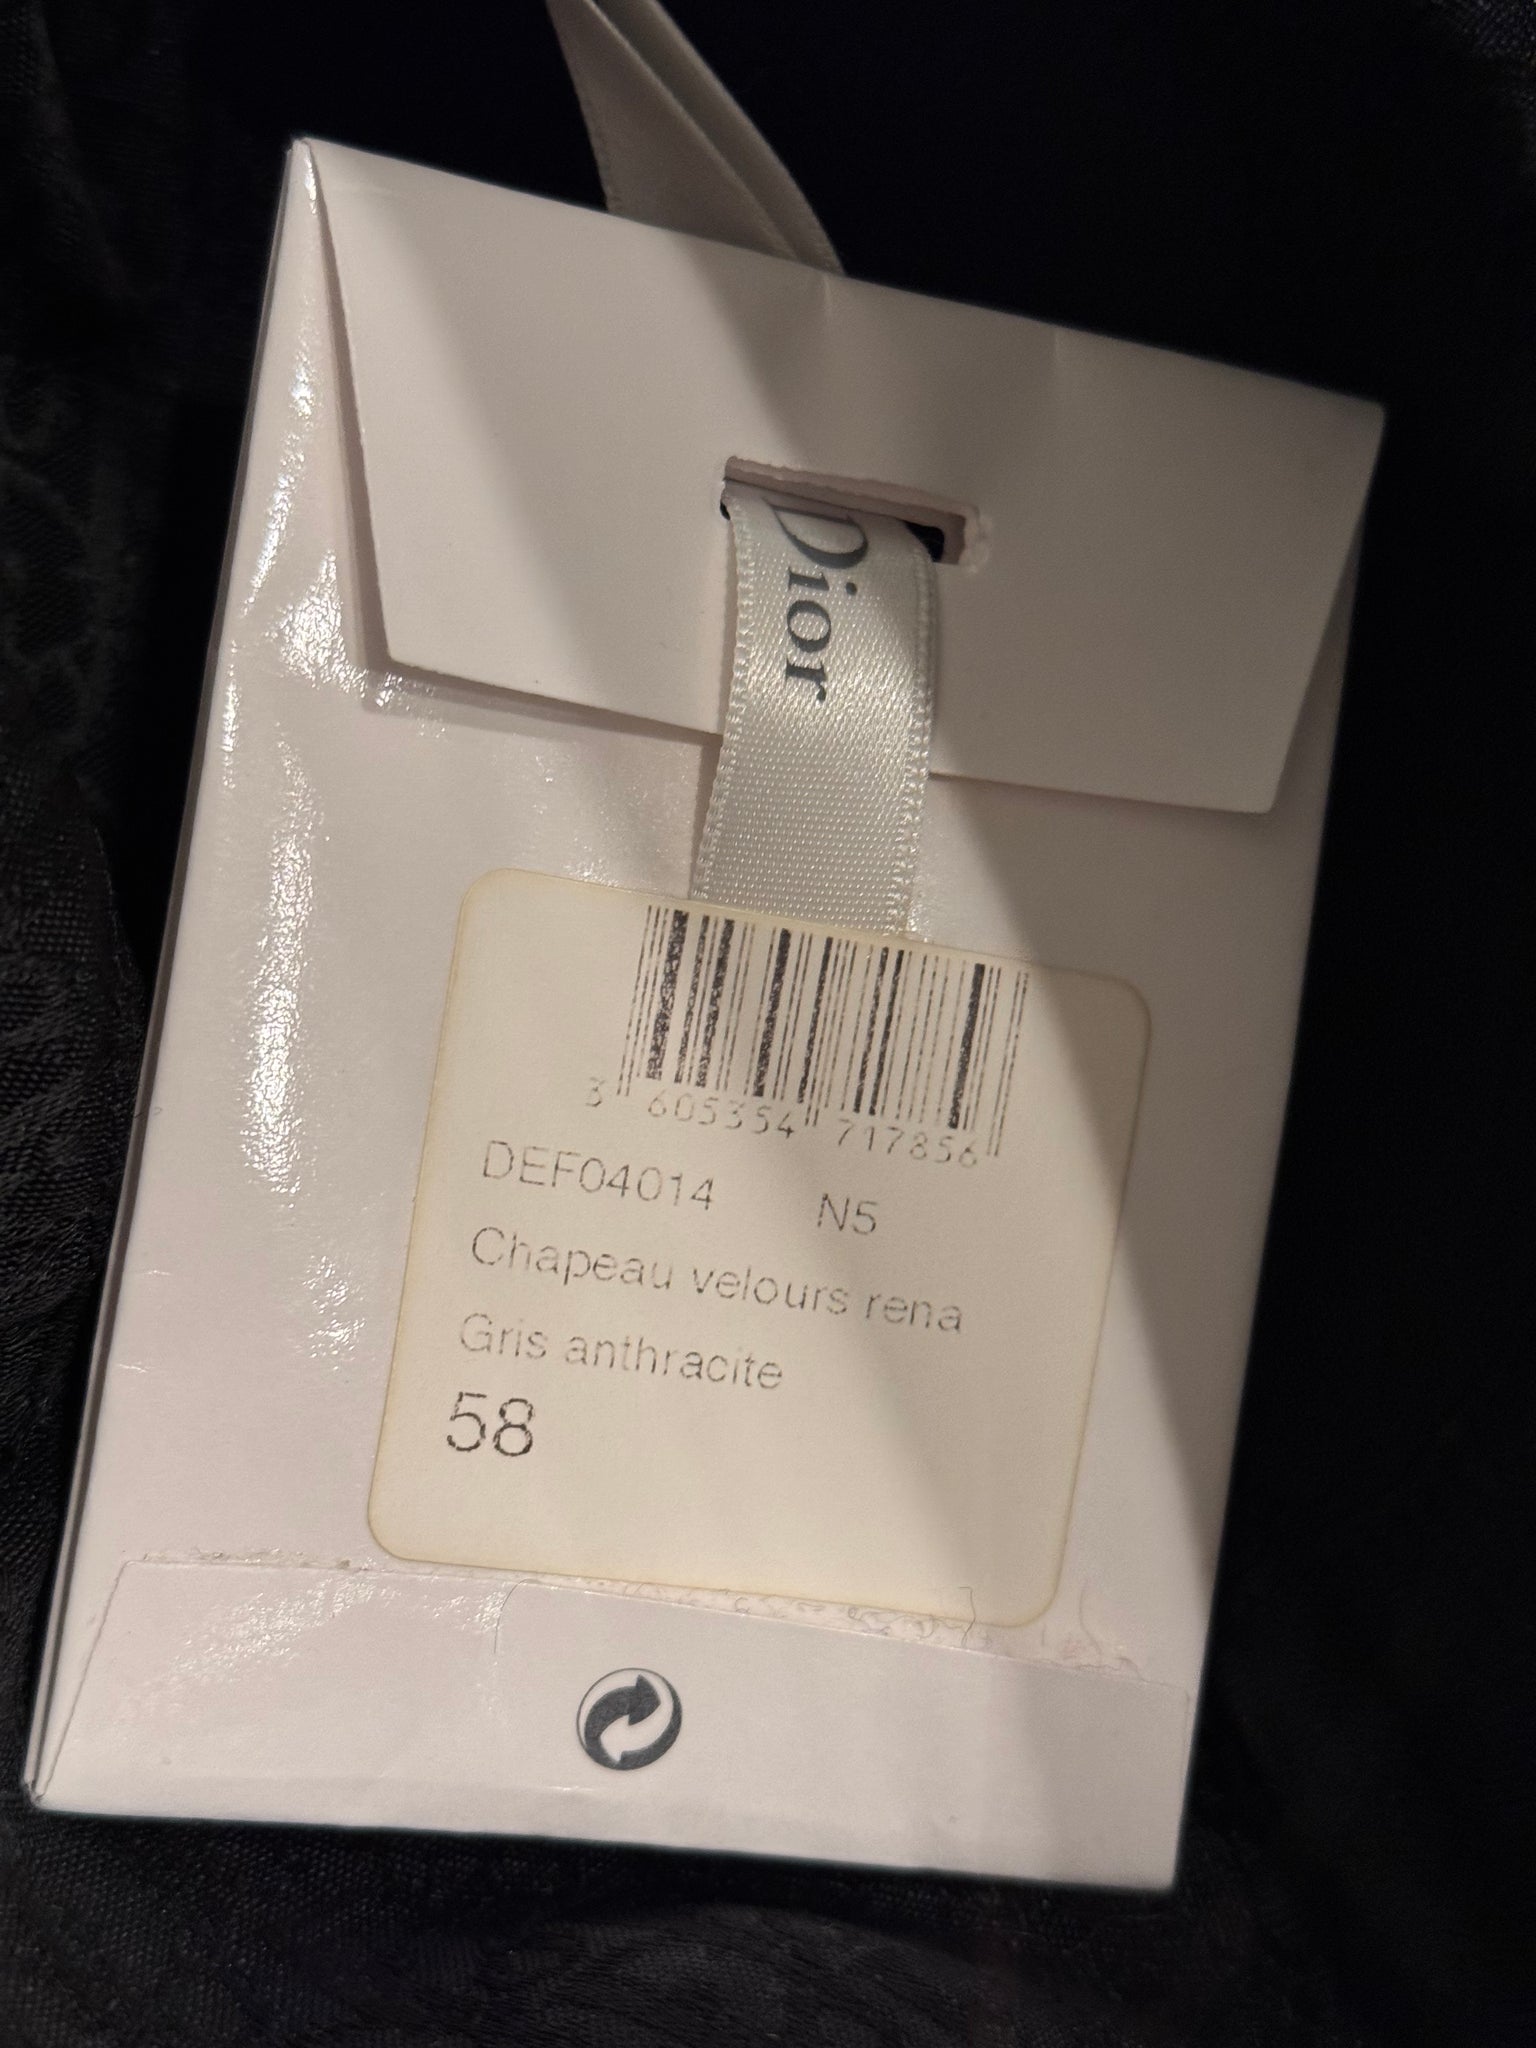 Dior
3 605354 717856
DEF04014 N5
Chapeau velours rena
Gris anthracite
58